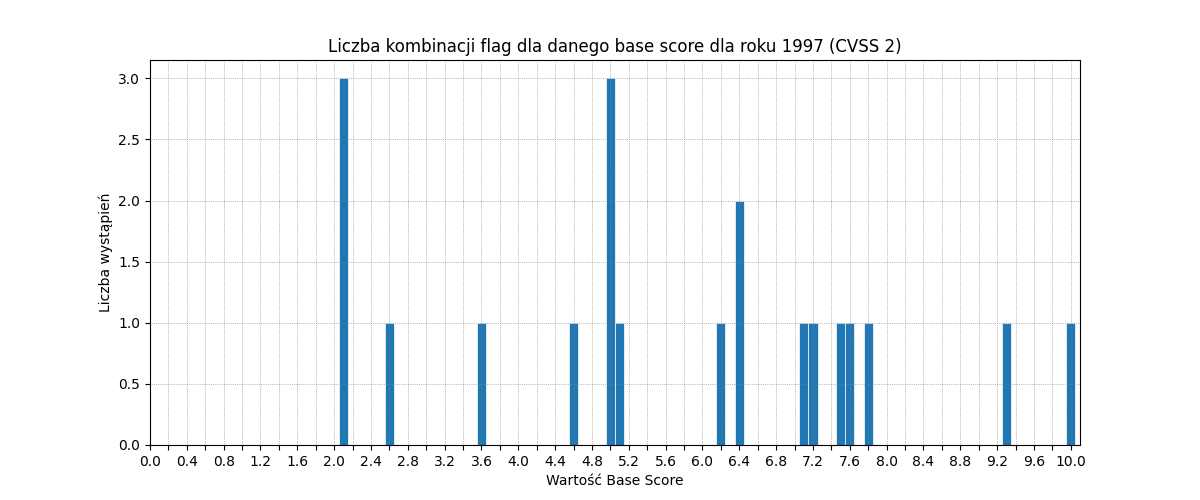 Liczba kombinacji flag dla danego base score dla roku 1997 (CVSS 2)
3.0
2.5
2.0
1.5
1.0
0.5
0.0
Liczba wystąpień
0.0 0.4 0.8 1.2 1.6 2.0 2.4 2.8 3.2 3.6 4.0 4.4 4.8 5.2 5.6 6.0 6.4 6.8 7.2 7.6 8.0 8.4 8.8 9.2 9.6 10.0
Wartość Base Score